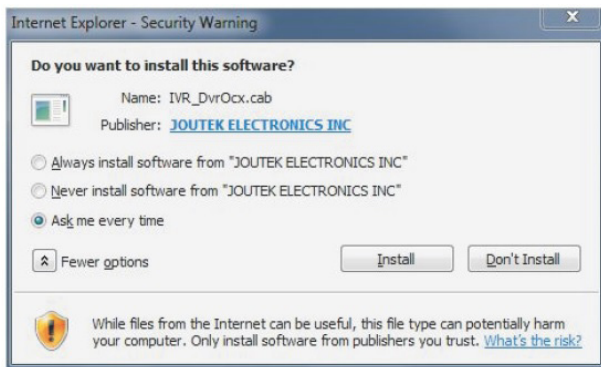 Internet Explorer - Security Warning
Do you want to install this software?
Name: IVR_DvrOcx.cab
Publisher: JOUTEK ELECTRONICS INC
Always install software from "JOUTEK ELECTRONICS INC"
Never install software from "JOUTEK ELECTRONICS INC"
Ask me every time
Fewer options
Install
Don't Install
While files from the Internet can be useful, this file type can potentially harm
your computer. Only install software from publishers you trust. What's the risk?